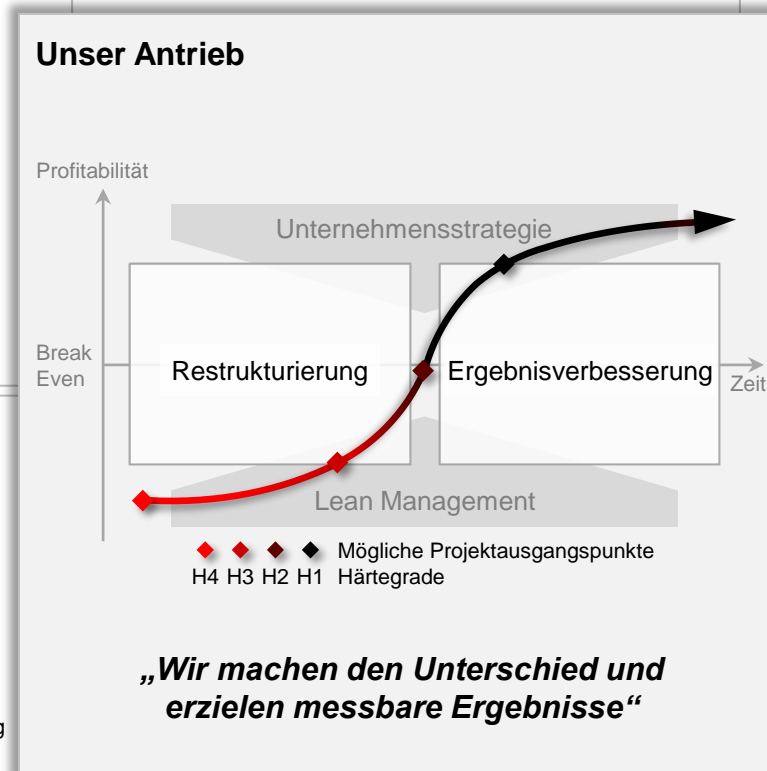 Unser Antrieb
Profitabilität
Unternehmensstrategie
Break
Even
Restrukturierung
Ergebnisverbesserung
Zeit
Lean Management
Mögliche Projektausgangspunkte
H4 H3 H2 H1 Härtegrade
„Wir machen den Unterschied und
erzielen messbare Ergebnisse“
g